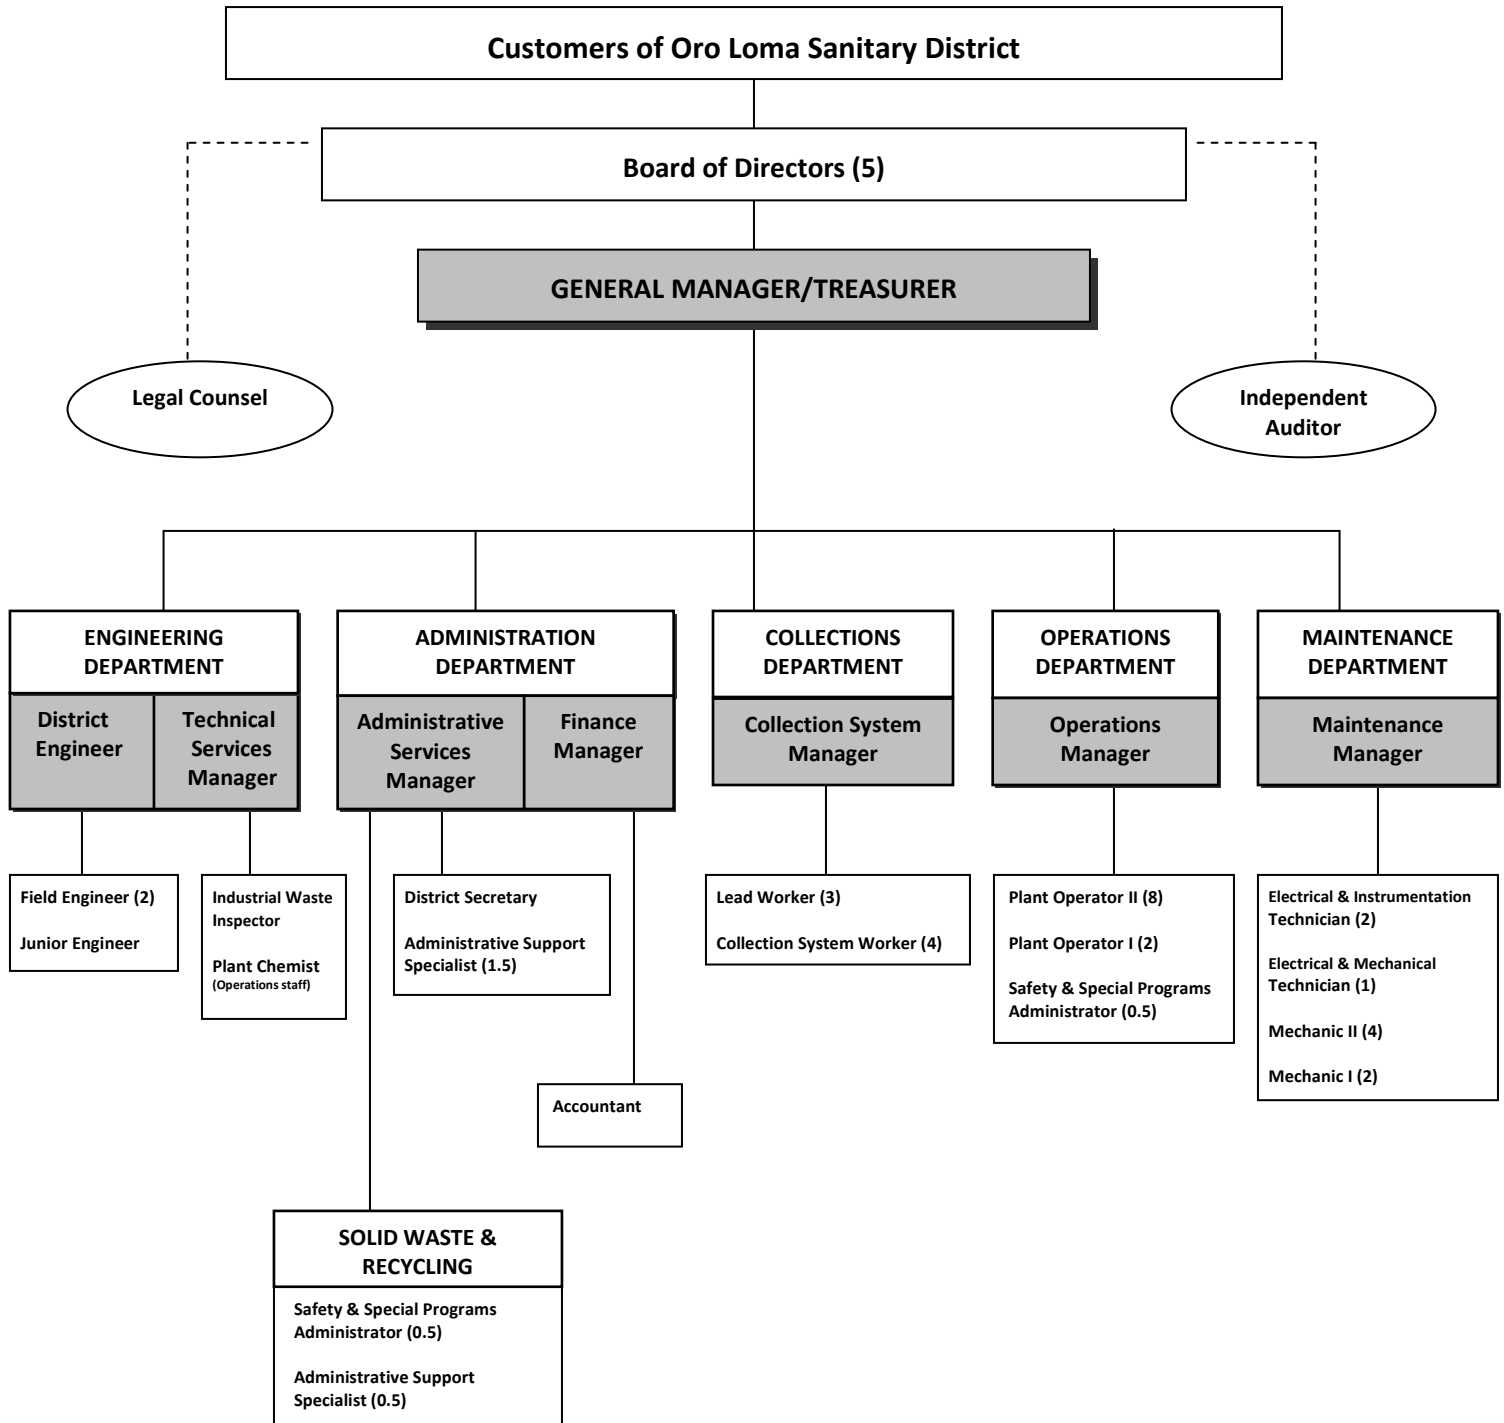 Customers of Oro Loma Sanitary District
Board of Directors (5)
GENERAL MANAGER/TREASURER
Legal Counsel
Independent
Auditor
ENGINEERING
DEPARTMENT
District
Engineer
Technical
Services
Manager
Field Engineer (2)
Junior Engineer
Industrial Waste
Inspector
Plant Chemist
(Operations staff)
ADMINISTRATION
DEPARTMENT
Administrative
Services
Manager
Finance
Manager
District Secretary
Administrative Support
Specialist (1.5)
Accountant
SOLID WASTE &
RECYCLING
Safety & Special Programs
Administrator (0.5)
Administrative Support
Specialist (0.5)
COLLECTIONS
DEPARTMENT
Collection System
Manager
Lead Worker (3)
Collection System Worker (4)
OPERATIONS
DEPARTMENT
Operations
Manager
Plant Operator II (8)
Plant Operator I (2)
Safety & Special Programs
Administrator (0.5)
MAINTENANCE
DEPARTMENT
Maintenance
Manager
Electrical & Instrumentation
Technician (2)
Electrical & Mechanical
Technician (1)
Mechanic II (4)
Mechanic I (2)